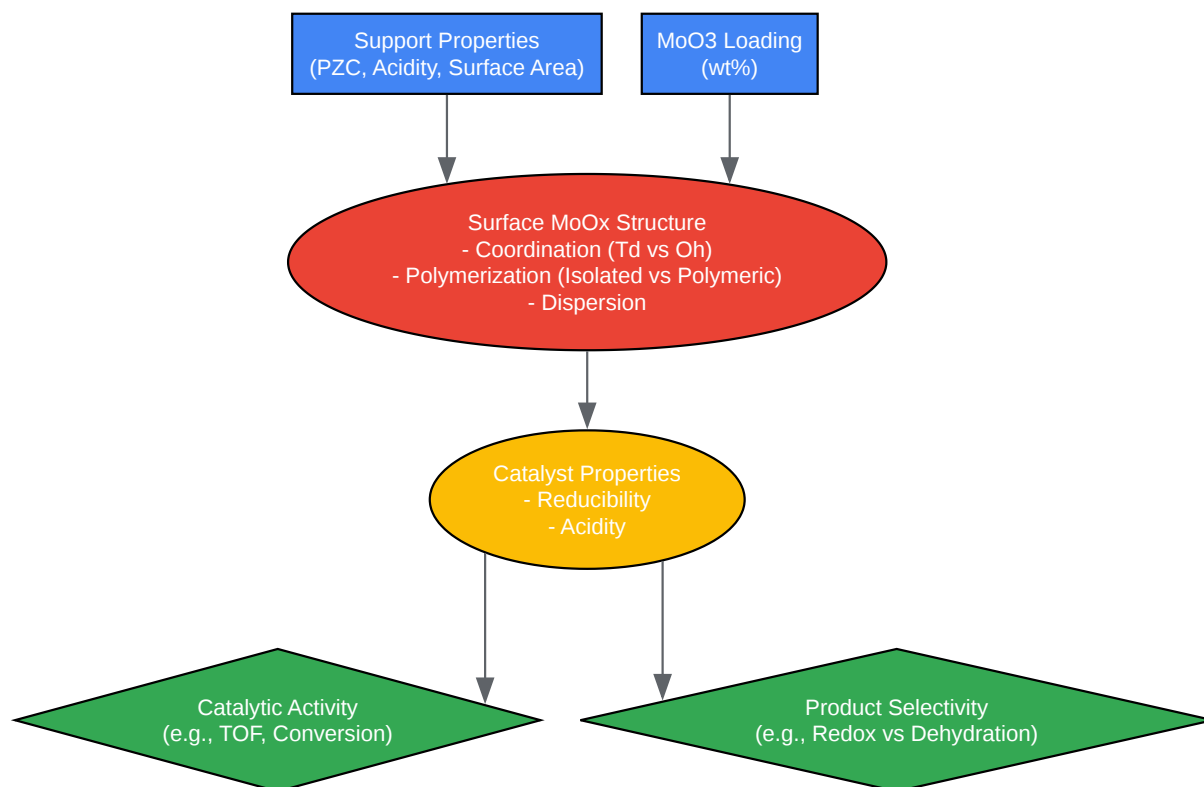 Support Properties
(PZC, Acidity, Surface Area)
MoO3 Loading
(wt%)
Surface MoOx Structure
- Coordination (Td vs Oh)
- Polymerization (Isolated vs Polymeric)
- Dispersion
Catalyst Properties
- Reducibility
- Acidity
Catalytic Activity
(e.g., TOF, Conversion)
Product Selectivity
(e.g., Redox vs Dehydration)